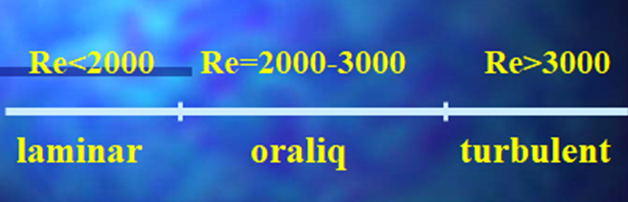 Re<2000 Re=2000-3000 Re>3000
laminar oraliq turbulent